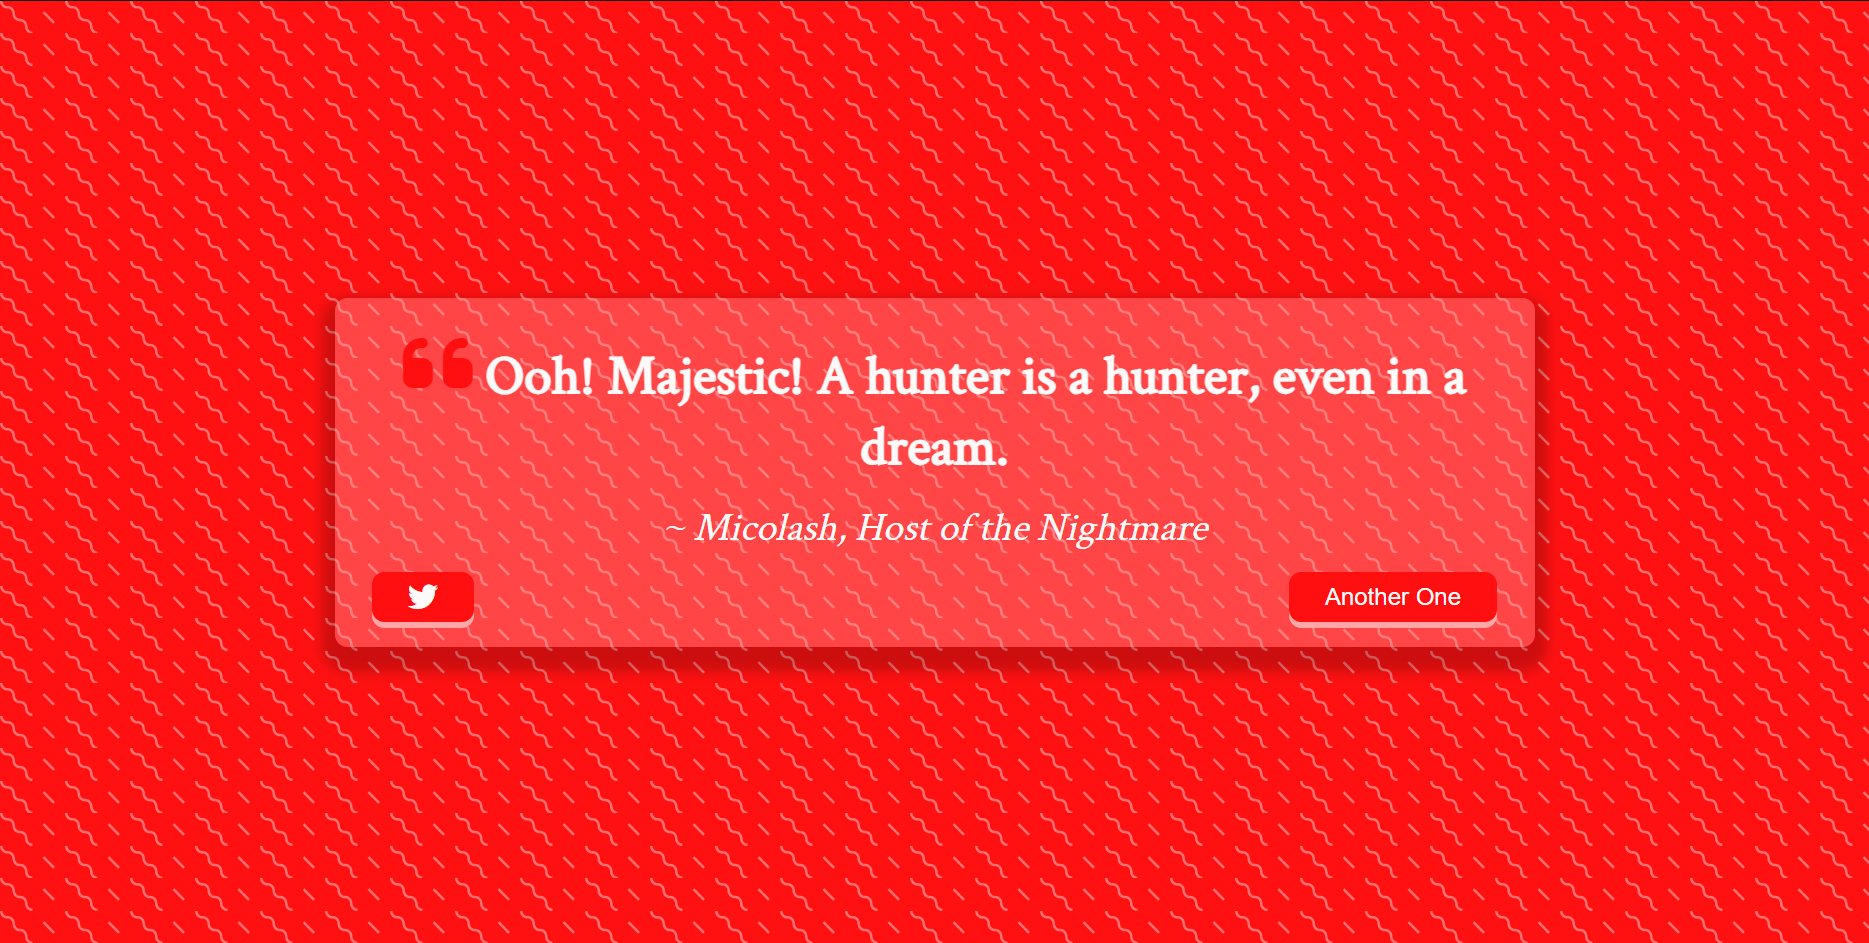 “ Ooh! Majestic! A hunter is a hunter, even in a
dream.
~ Micolash, Host of the Nightmare
Another One